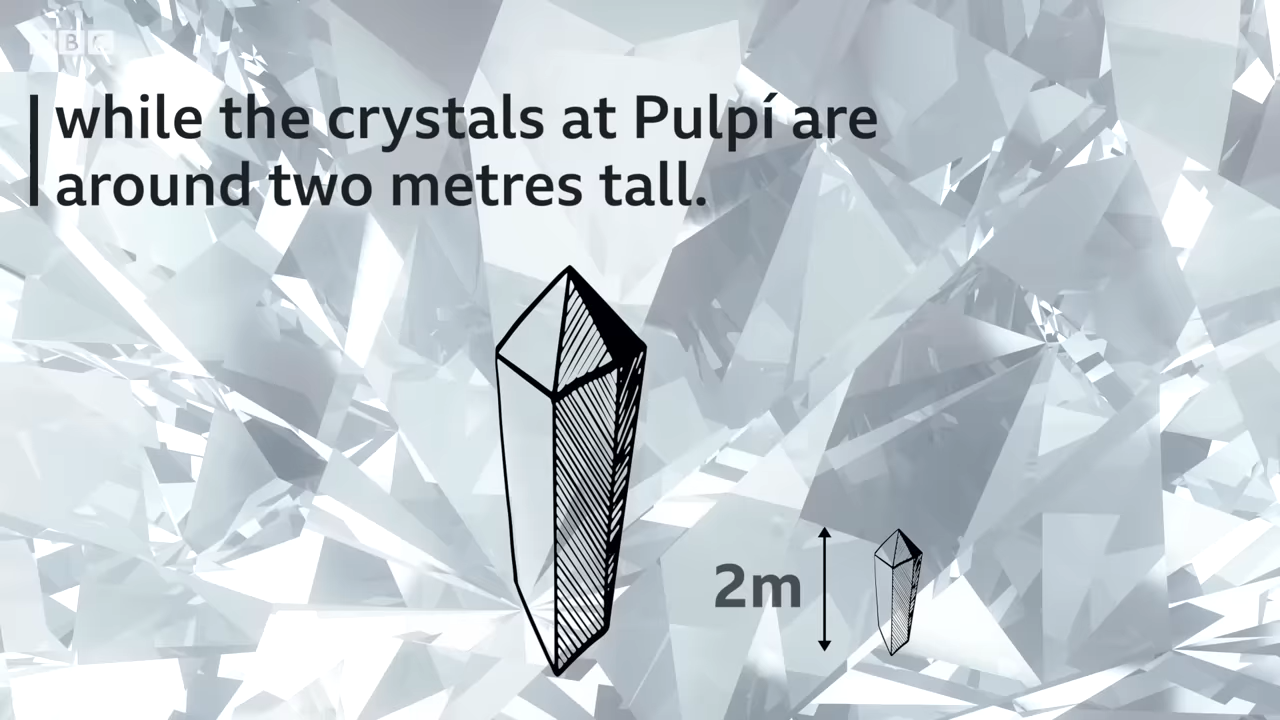 BBC
while the crystals at Pulpí are
around two metres tall.
2m